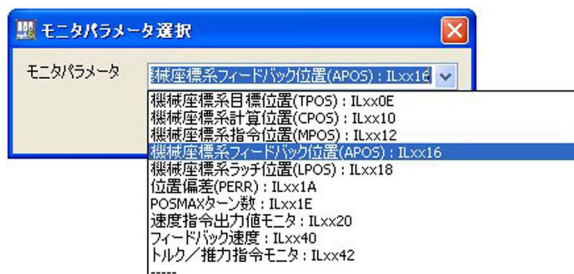 モニタパラメータ選択
モニタパラメータ
機械座標系フィードバック位置(APOS) : ILxx16
機械座標系目標位置(TPOS) : ILxx0E
機械座標系計算位置(CPOS) : ILxx10
機械座標系指令位置(MPOS) : ILxx12
機械座標系フィードバック位置(APOS) : ILxx16
機械座標系ラッチ位置(LPOS) : ILxx18
位置偏差(PERR) : ILxx1A
POSMAXターン数 : ILxx1E
速度指令出力値モニタ : ILxx20
フィードバック速度 : ILxx40
トルク／推力指令モニタ : ILxx42
-----